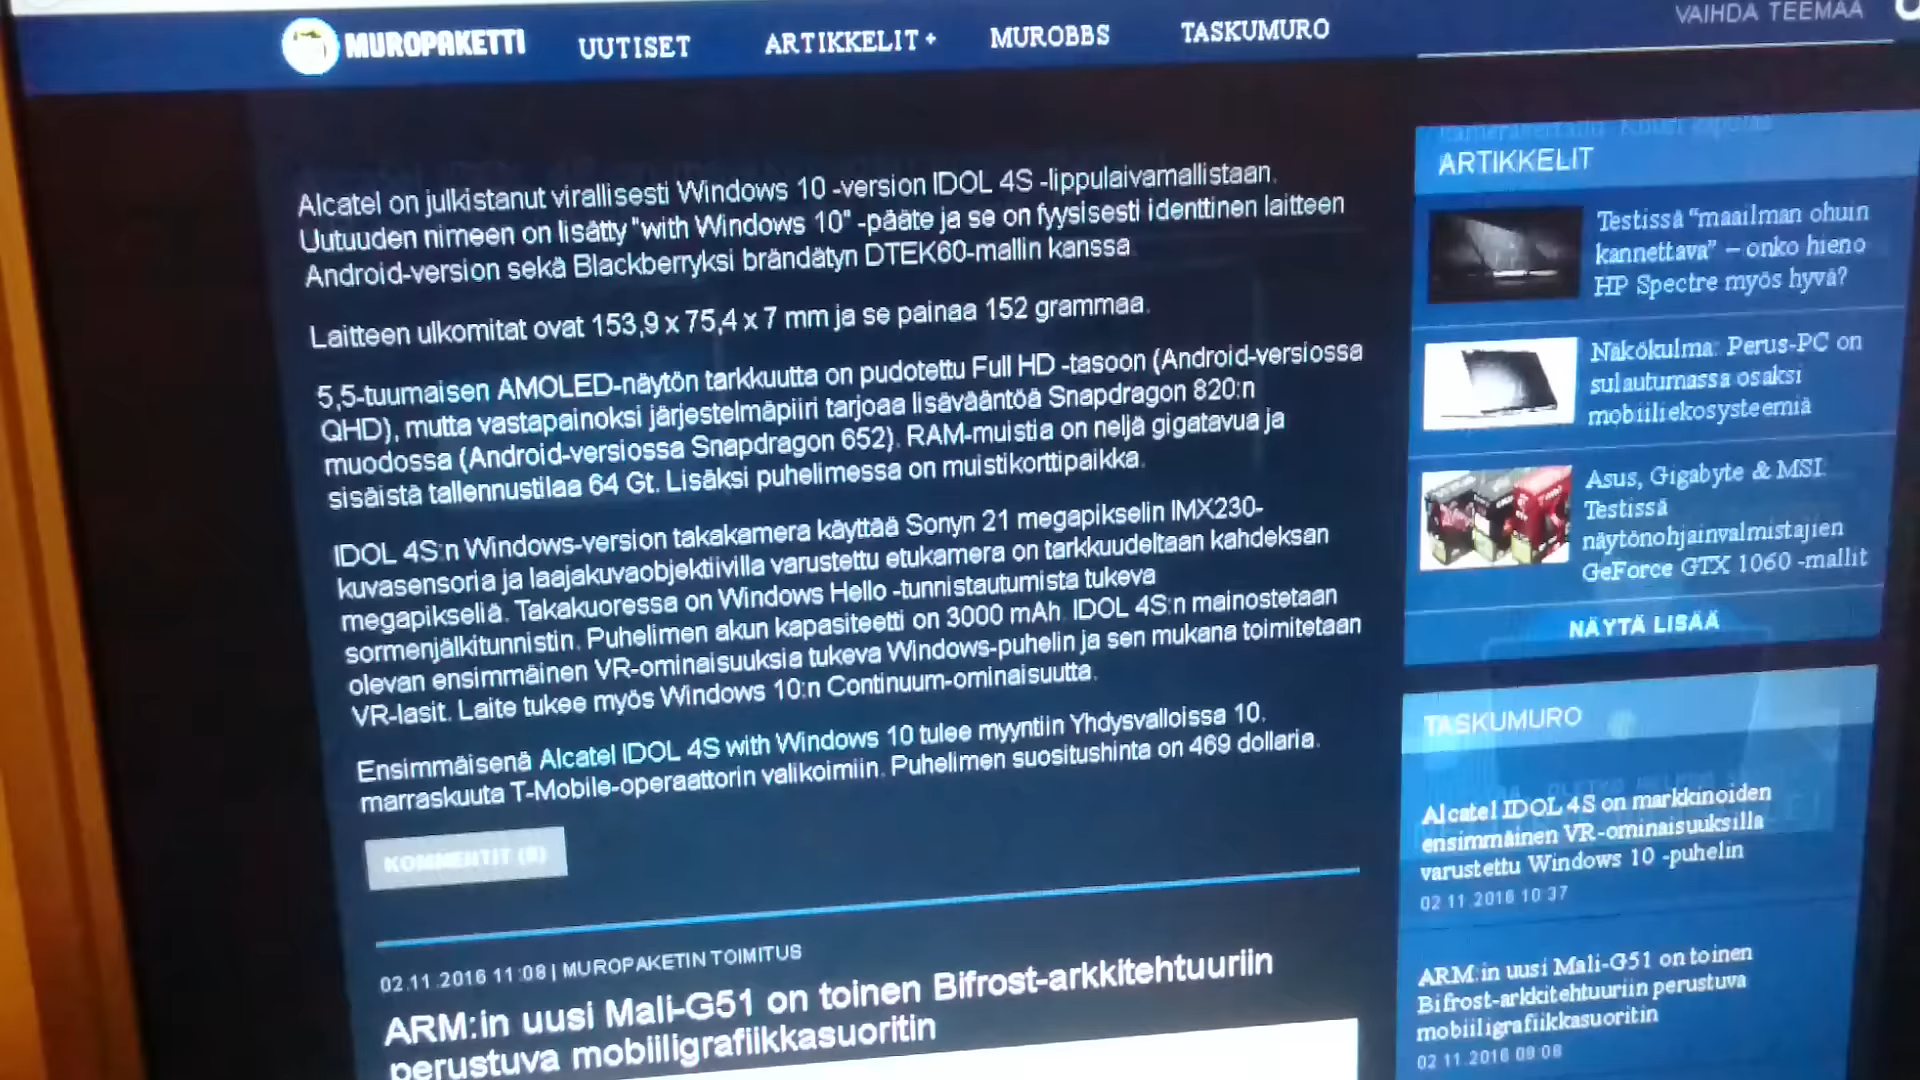 MUROPAKETTI
UUTISET
ARTIKKELIT +
MUROBBS
TASKUMURO
VAIHDA TEEMAA
Alcatel on julkistanut virallisesti Windows 10 -version IDOL 4S -lippulaivamallistaan.
Uutuuden nimeen on lisätty "with Windows 10" -pääte ja se on fyysisesti identtinen laitteen
Android-version sekä Blackberryksi brändätyn DTEK60-mallin kanssa.
Laitteen ulkomitat ovat 153,9 x 75,4 x 7 mm ja se painaa 152 grammaa.
5,5-tuumaisen AMOLED-näytön tarkkuutta on pudotettu Full HD -tasoon (Android-versiossa
QHD), mutta vastapainoksi järjestelmäpiiri tarjoaa lisävääntöä Snapdragon 820:n
muodossa (Android-versiossa Snapdragon 652). RAM-muistia on neljä gigatavua ja
sisäistä tallennustilaa 64 Gt. Lisäksi puhelimessa on muistikorttipaikka.
IDOL 4S:n Windows-version takakamera käyttää Sonyn 21 megapikselin IMX230-
kuvasensoria ja laajakuvaobjektiivilla varustettu etukamera on tarkkuudeltaan kahdeksan
megapikseliä. Takakuoressa on Windows Hello -tunnistautumista tukeva
sormenjälkitunnistin. Puhelimen akun kapasiteetti on 3000 mAh. IDOL 4S:n mainostetaan
olevan ensimmäinen VR-ominaisuuksia tukeva Windows-puhelin ja sen mukana toimitetaan
VR-lasit. Laite tukee myös Windows 10:n Continuum-ominaisuutta.
Ensimmäisenä Alcatel IDOL 4S with Windows 10 tulee myyntiin Yhdysvalloissa 10.
marraskuuta T-Mobile-operaattorin valikoimiin. Puhelimen suositushinta on 469 dollaria.
KOMMENTIT
02.11.2016 11:08 | MUROPAKETIN TOIMITUS
ARM:in uusi Mali-G51 on toinen Bifrost-arkkitehtuuriin
perustuva mobiiligrafiikkasuoritin
ARTIKKELIT
Testissä "maailman ohuin
kannettava" – onko hieno
HP Spectre myös hyvä?
Näkökulma: Perus-PC on
sulautumassa osaksi
mobiiliekosysteemiä
Asus, Gigabyte & MSI:
Testissä
näytönohjainvalmistajien
GeForce GTX 1060 -mallit
NÄYTÄ LISÄÄ
TASKUMURO
Alcatel IDOL 4S on markkinoiden
ensimmäinen VR-ominaisuuksilla
varustettu Windows 10 -puhelin
02.11.2016 10:37
ARM:in uusi Mali-G51 on toinen
Bifrost-arkkitehtuuriin perustuva
mobiiligrafiikkasuoritin
02.11.2016 09:08